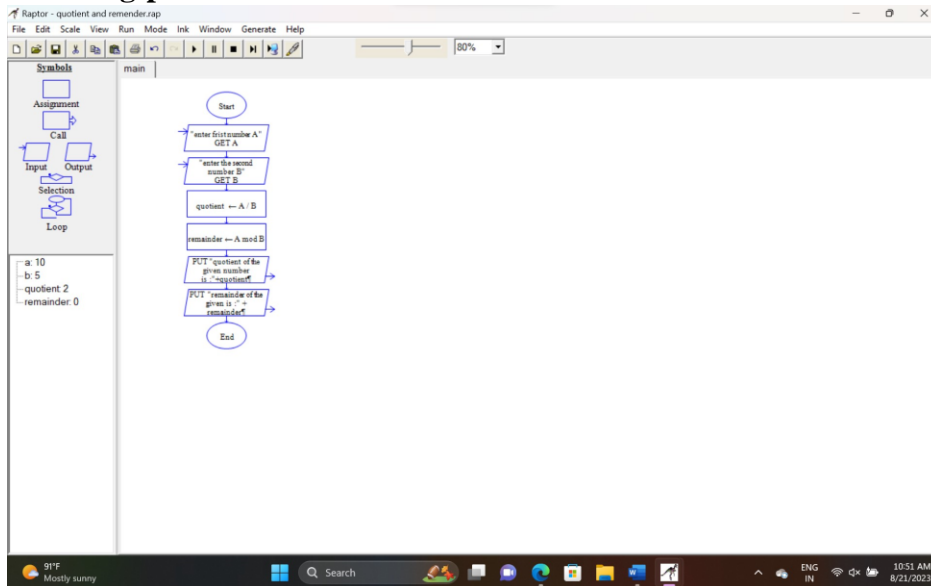 Raptor - quotient and remender.rap
File Edit Scale View Run Mode Ink Window Generate Help
80%
Symbols
main
Assignment
Call
Input Output
Selection
Loop
Start
"enter frist number A"
GET A
"enter the second
number B"
GET B
quotient ← A / B
remainder ← A mod B
PUT "quotient of the
given number
is :"+quotient¶
PUT "remainder of the
given is :" +
remainder¶
End
a: 10
b: 5
quotient: 2
remainder: 0
91°F
Mostly sunny
Search
ENG
IN
10:51 AM
8/21/2023